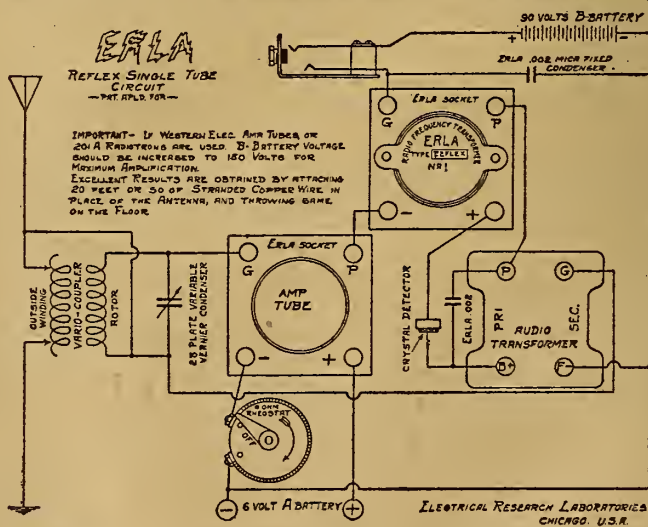 ERLA
REFLEX SINGLE TUBE
CIRCUIT
—PAT. APLD. FOR—
IMPORTANT- IF WESTERN ELEC. AMP. TUBES, OR
201A RADIOTRONS ARE USED, B-BATTERY VOLTAGE
SHOULD BE INCREASED TO 150 VOLTS FOR
MAXIMUM AMPLIFICATION.
EXCELLENT RESULTS ARE OBTAINED BY ATTACHING
20 FEET OR SO OF STRANDED COPPER WIRE IN
PLACE OF THE ANTENNA, AND THROWING SAME
ON THE FLOOR
90 VOLTS B-BATTERY
+ -
ERLA .002 MICA FIXED
CONDENSER.
ERLA SOCKET
G P
RADIO FREQUENCY TRANSFORMER
ERLA
TYPE REFLEX
NR 1
- +
OUTSIDE
WINDING
VARIO-COUPLER
ROTOR
23 PLATE VARIABLE
VERNIER CONDENSER
ERLA SOCKET
G P
AMP
TUBE
- +
CRYSTAL DETECTOR
ERLA .002
P G
PRI
SEC.
AUDIO
TRANSFORMER
B+ F
6 OHM
RHEOSTAT
OFF
- 6 VOLT A BATTERY +
ELECTRICAL RESEARCH LABORATORIES
CHICAGO. U.S.A.